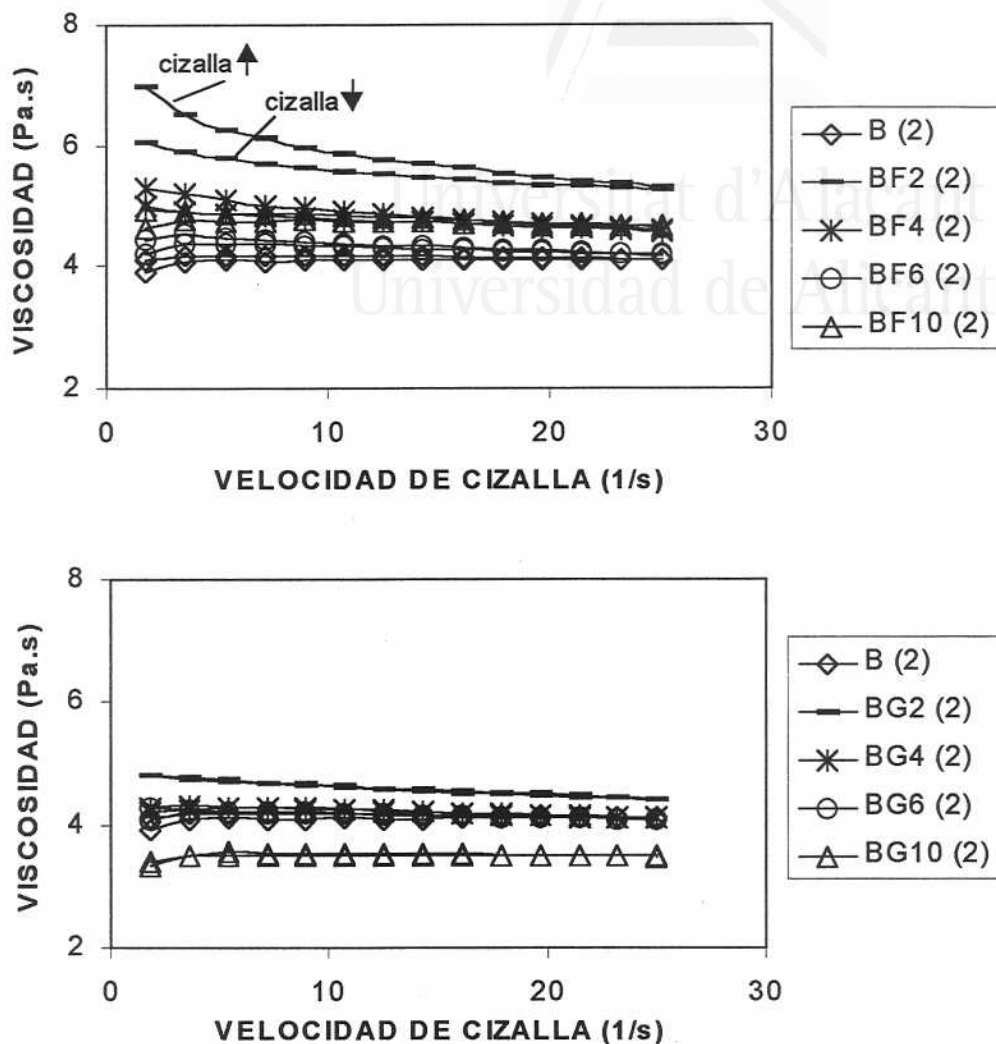 8
6
4
2
VISCOSIDAD (Pa.s)
cizalla
cizalla
0
10
20
30
VELOCIDAD DE CIZALLA (1/s)
B (2)
BF2 (2)
BF4 (2)
BF6 (2)
BF10 (2)
Universitat d'Alacant
Universidad de Alicant
8
6
4
2
VISCOSIDAD (Pa.s)
0
10
20
30
VELOCIDAD DE CIZALLA (1/s)
B (2)
BG2 (2)
BG4 (2)
BG6 (2)
BG10 (2)